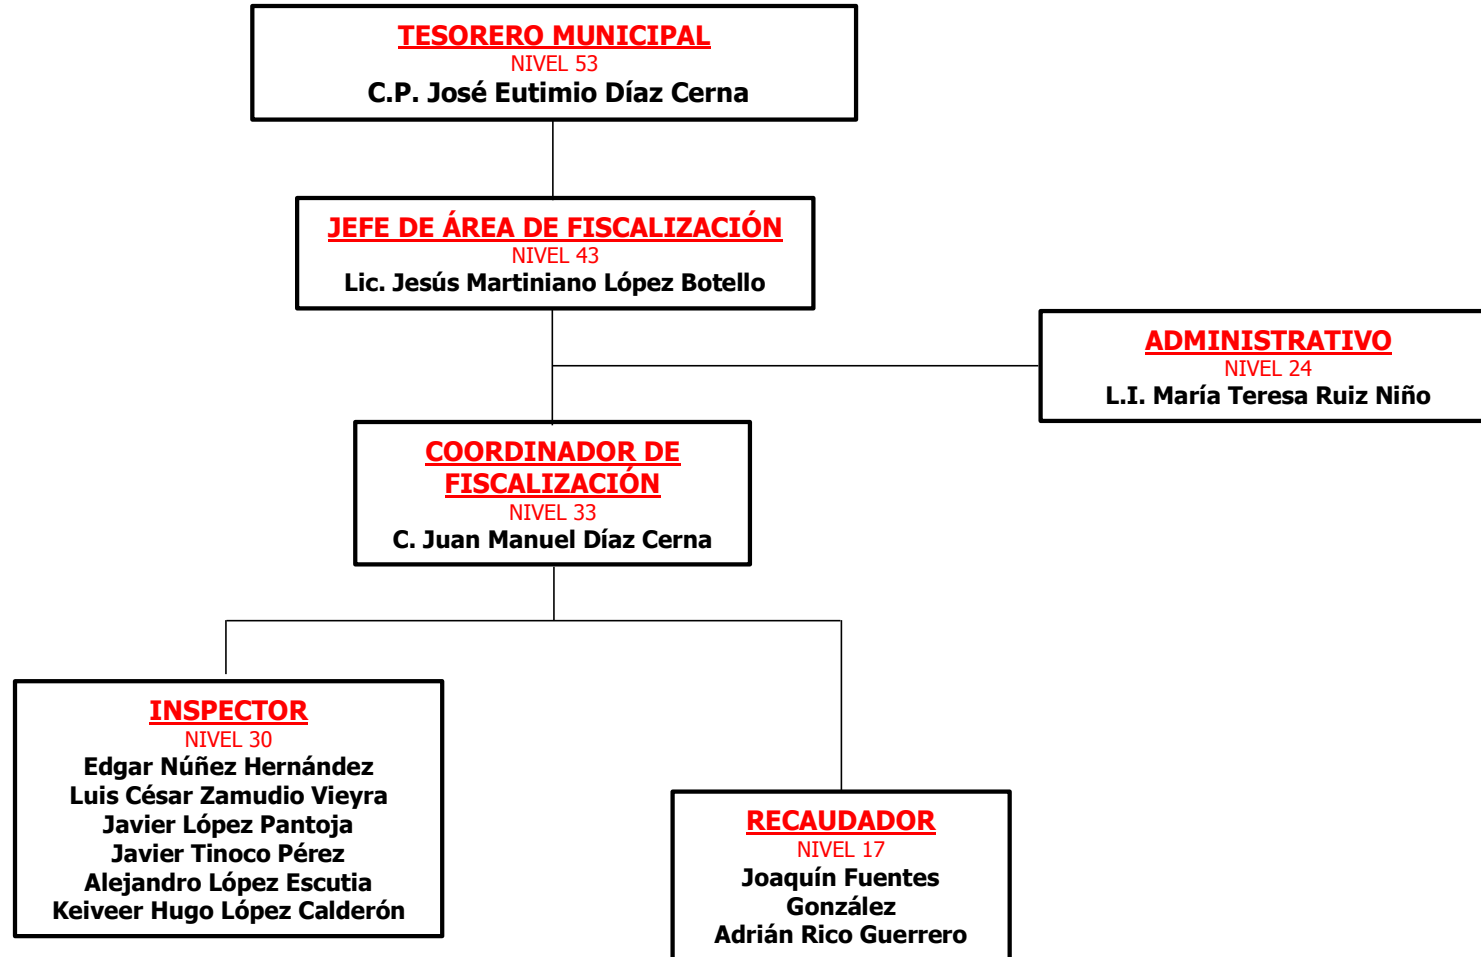 TESORERO MUNICIPAL
NIVEL 53
C.P. José Eutimio Díaz Cerna
JEFE DE ÁREA DE FISCALIZACIÓN
NIVEL 43
Lic. Jesús Martiniano López Botello
ADMINISTRATIVO
NIVEL 24
L.I. María Teresa Ruiz Niño
COORDINADOR DE
FISCALIZACIÓN
NIVEL 33
C. Juan Manuel Díaz Cerna
INSPECTOR
NIVEL 30
Edgar Núñez Hernández
Luis César Zamudio Vieyra
Javier López Pantoja
Javier Tinoco Pérez
Alejandro López Escutia
Keiveer Hugo López Calderón
RECAUDADOR
NIVEL 17
Joaquín Fuentes
González
Adrián Rico Guerrero